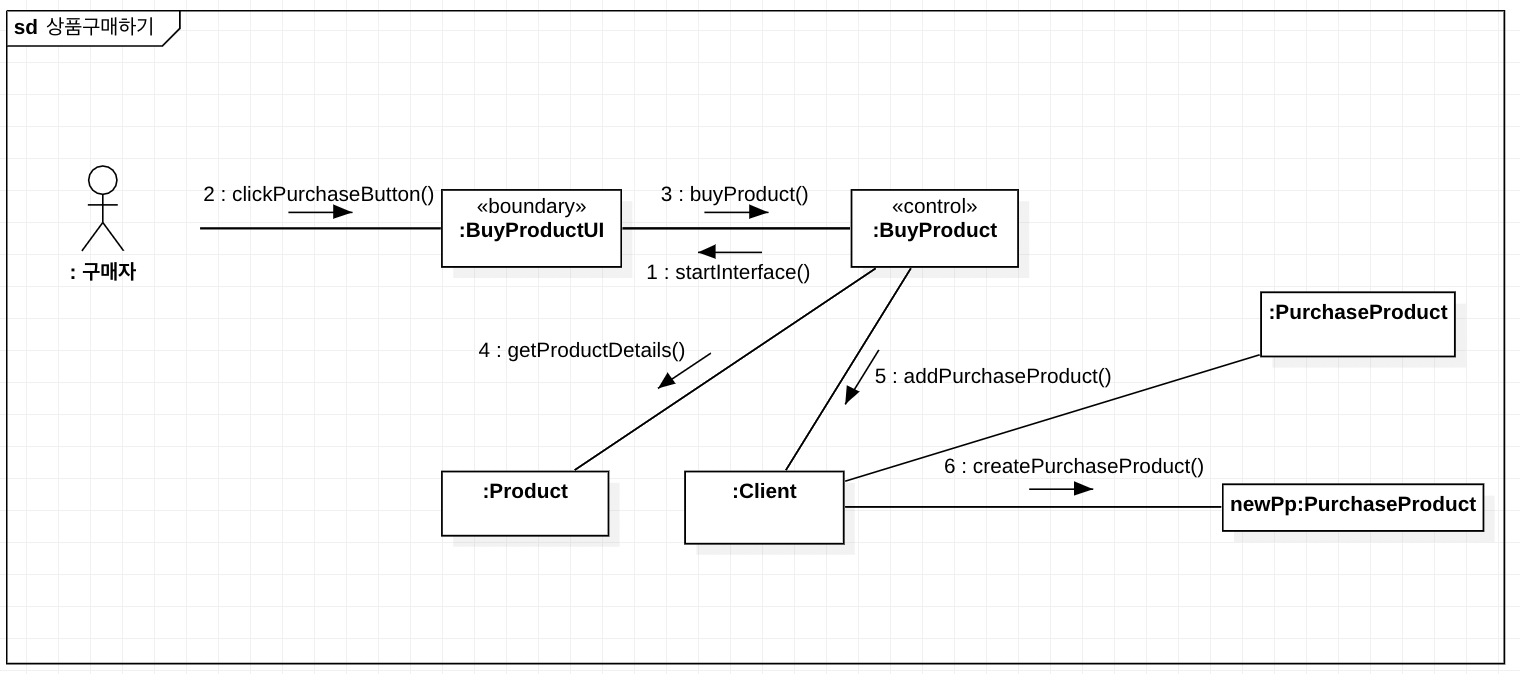 sd 상품구매하기
2 : clickPurchaseButton()
3 : buyProduct()
«boundary»
:BuyProductUI
«control»
:BuyProduct
: 구매자
1 : startInterface()
:PurchaseProduct
4 : getProductDetails()
5 : addPurchaseProduct()
6 : createPurchaseProduct()
:Product
:Client
newPp:PurchaseProduct